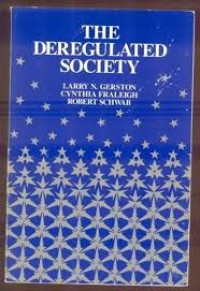 THE
DEREGULATED
SOCIETY
LARRY N. GERSTON
CYNTHIA FRALEIGH
ROBERT SCHWAB